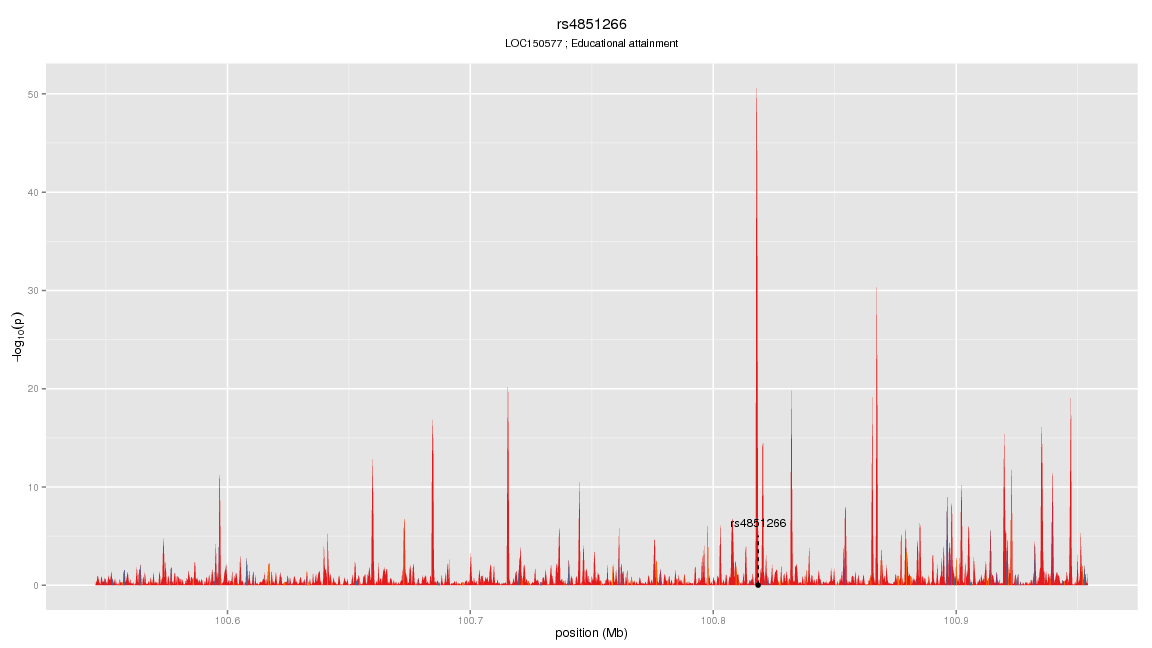 rs4851266
LOC150577 ; Educational attainment
50
40
30
20
10
0
−log10(p)
rs4851266
100.6
100.7
100.8
100.9
position (Mb)